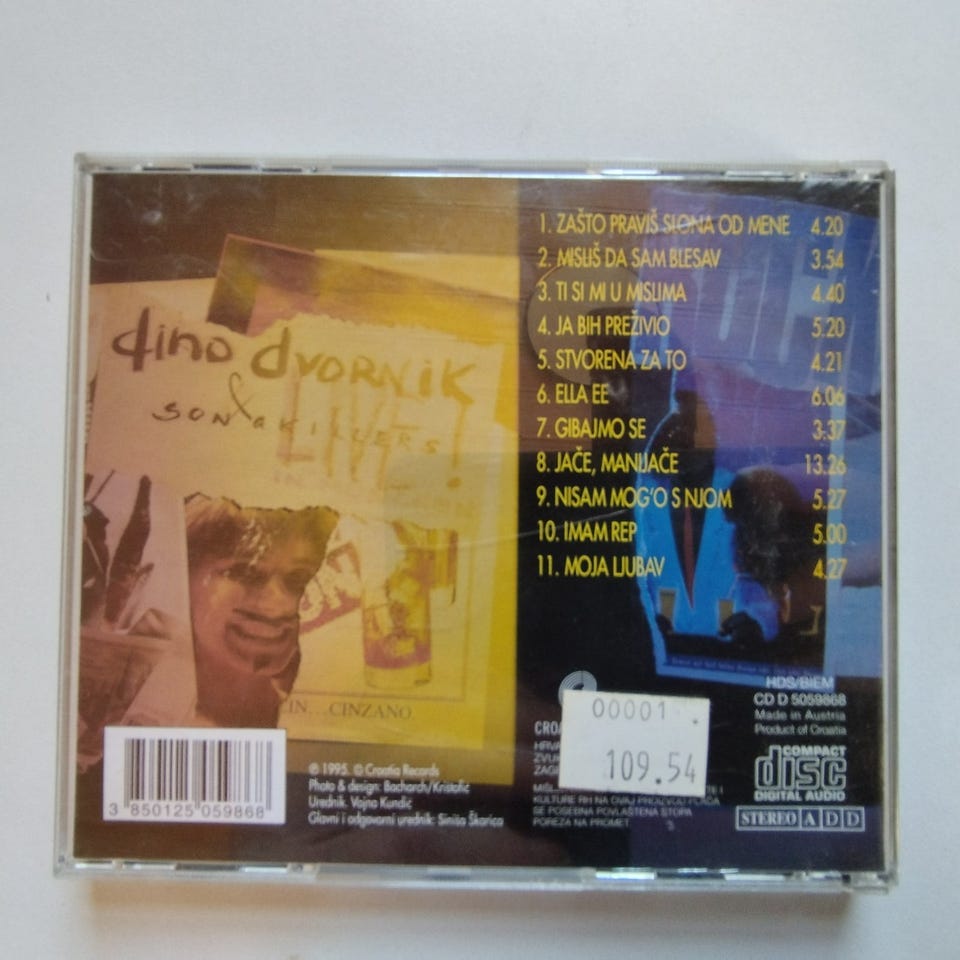 dino dvornik
&
songkillers
LIVE!
IN
CIN...CINZANO.
1. ZAŠTO PRAVIŠ SLONA OD MENE 4.20
2. MISLIŠ DA SAM BLESAV 3.54
3. TI SI MI U MISLIMA 4.40
4. JA BIH PREŽIVIO 5.20
5. STVORENA ZA TO 4.21
6. ELLA EE 6.06
7. GIBAJMO SE 3.37
8. JAČE, MANIJAČE 13.26
9. NISAM MOG'O S NJOM 5.27
10. IMAM REP 5.00
11. MOJA LJUBAV 4.27
3 850125 059868
℗ 1995. © Croatia Records
Photo & design: Bacharch/Kristofić
Urednik: Vojno Kundić
Glavni i odgovorni urednik: Siniša Škarica
00001
109.54
KULTURE RH NA OVAJ PROIZVOD PLAĆA
SE POSEBNA POVLAŠTENA STOPA
POREZA NA PROMET
HDS/BIEM
CD D 5059868
Made in Austria
Product of Croatia
COMPACT
disc
DIGITAL AUDIO
STEREO A D D